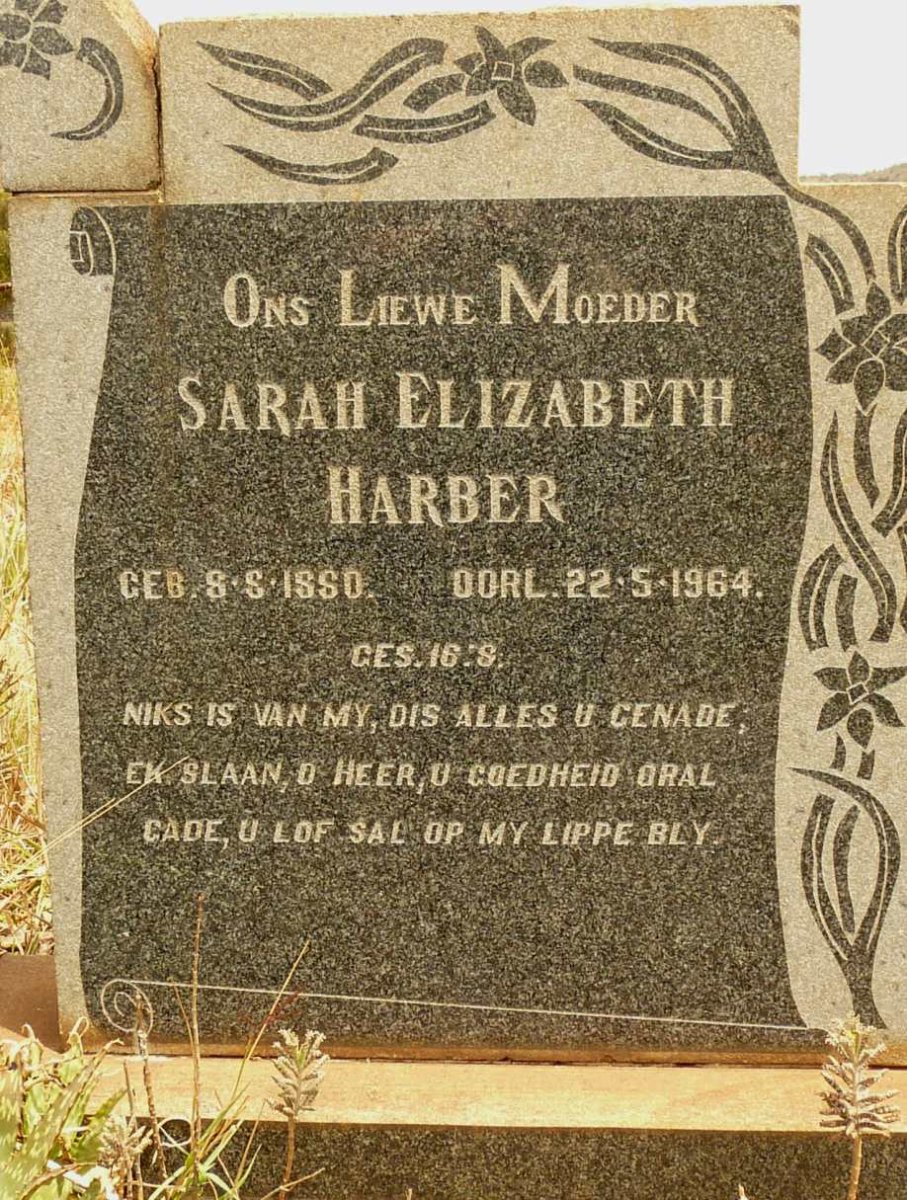 Ons Liewe Moeder
Sarah Elizabeth
Harber
GEB. 8·8·1880. OORL. 22·5·1964.
GES. 16:8.
NIKS IS VAN MY, DIS ALLES U GENADE,
EK SLAAN, O HEER, U GOEDHEID ORAL
GADE, U LOF SAL OP MY LIPPE BLY.